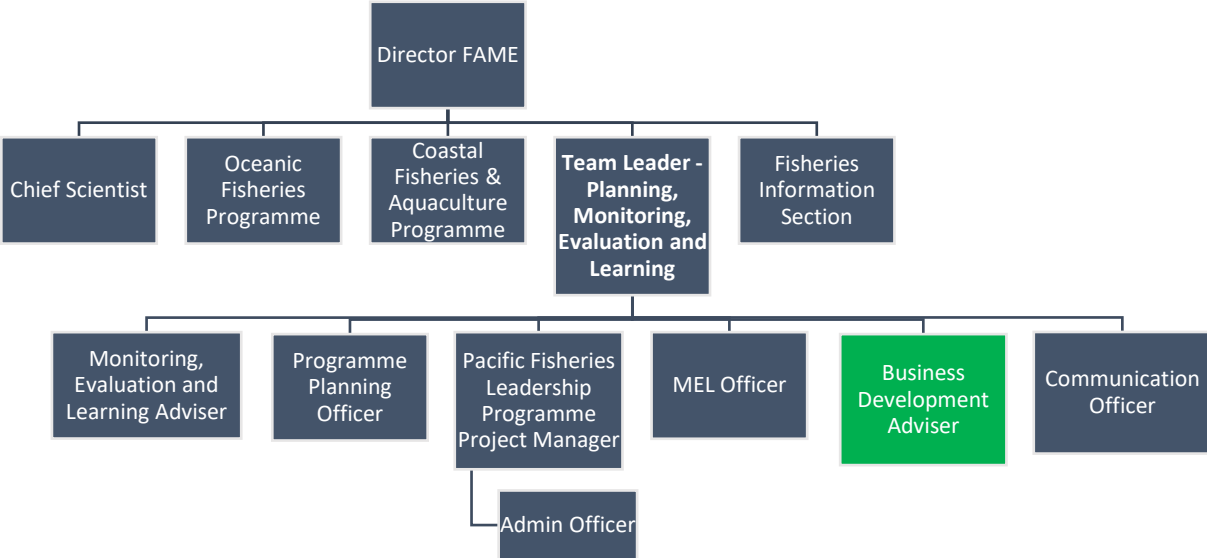 Director FAME
Chief Scientist
Oceanic
Fisheries
Programme
Coastal
Fisheries &
Aquaculture
Programme
Team Leader -
Planning,
Monitoring,
Evaluation and
Learning
Fisheries
Information
Section
Monitoring,
Evaluation and
Learning Adviser
Programme
Planning
Officer
Pacific Fisheries
Leadership
Programme
Project Manager
MEL Officer
Business
Development
Adviser
Communication
Officer
Admin Officer